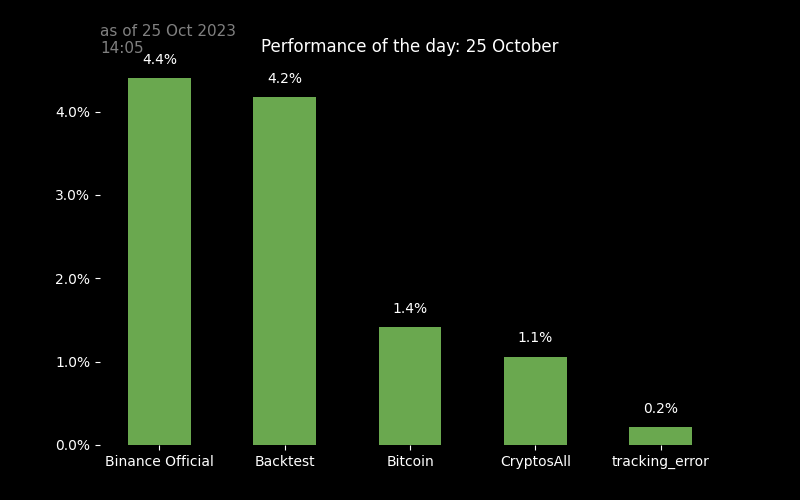 as of 25 Oct 2023
14:05
Performance of the day: 25 October
4.4%
4.2%
4.0%
3.0%
2.0%
1.4%
1.1%
1.0%
0.2%
0.0%
Binance Official
Backtest
Bitcoin
CryptosAll
tracking_error